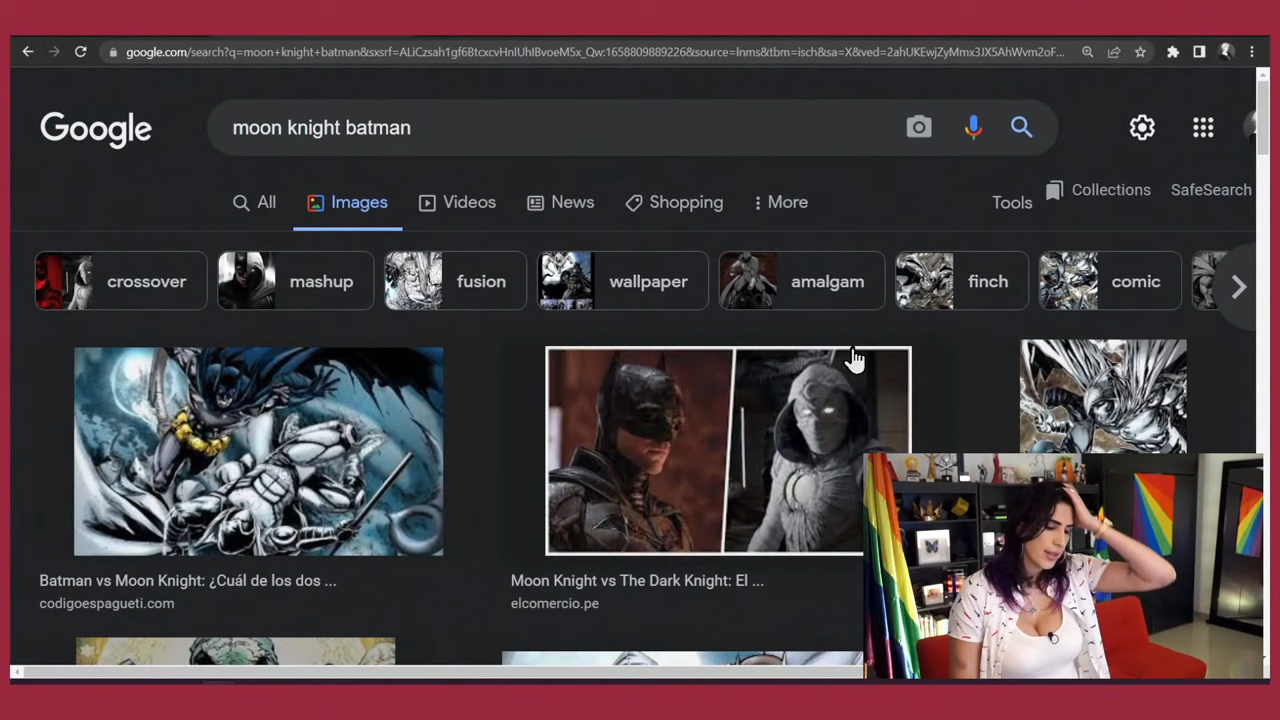 google.com/search?q=moon+knight+batman&sxsrf=ALiCzsah1gf6BtcxcvHnIUhIBvoeM5x_Qw:1658809889226&source=lnms&tbm=isch&sa=X&ved=2ahUKEwjZyMmx3JX5AhWvm2oF...
Google
moon knight batman
All Images Videos News Shopping More
Tools Collections SafeSearch
crossover mashup fusion wallpaper amalgam finch comic
Batman vs Moon Knight: ¿Cuál de los dos ...
codigoespagueti.com
Moon Knight vs The Dark Knight: El ...
elcomercio.pe